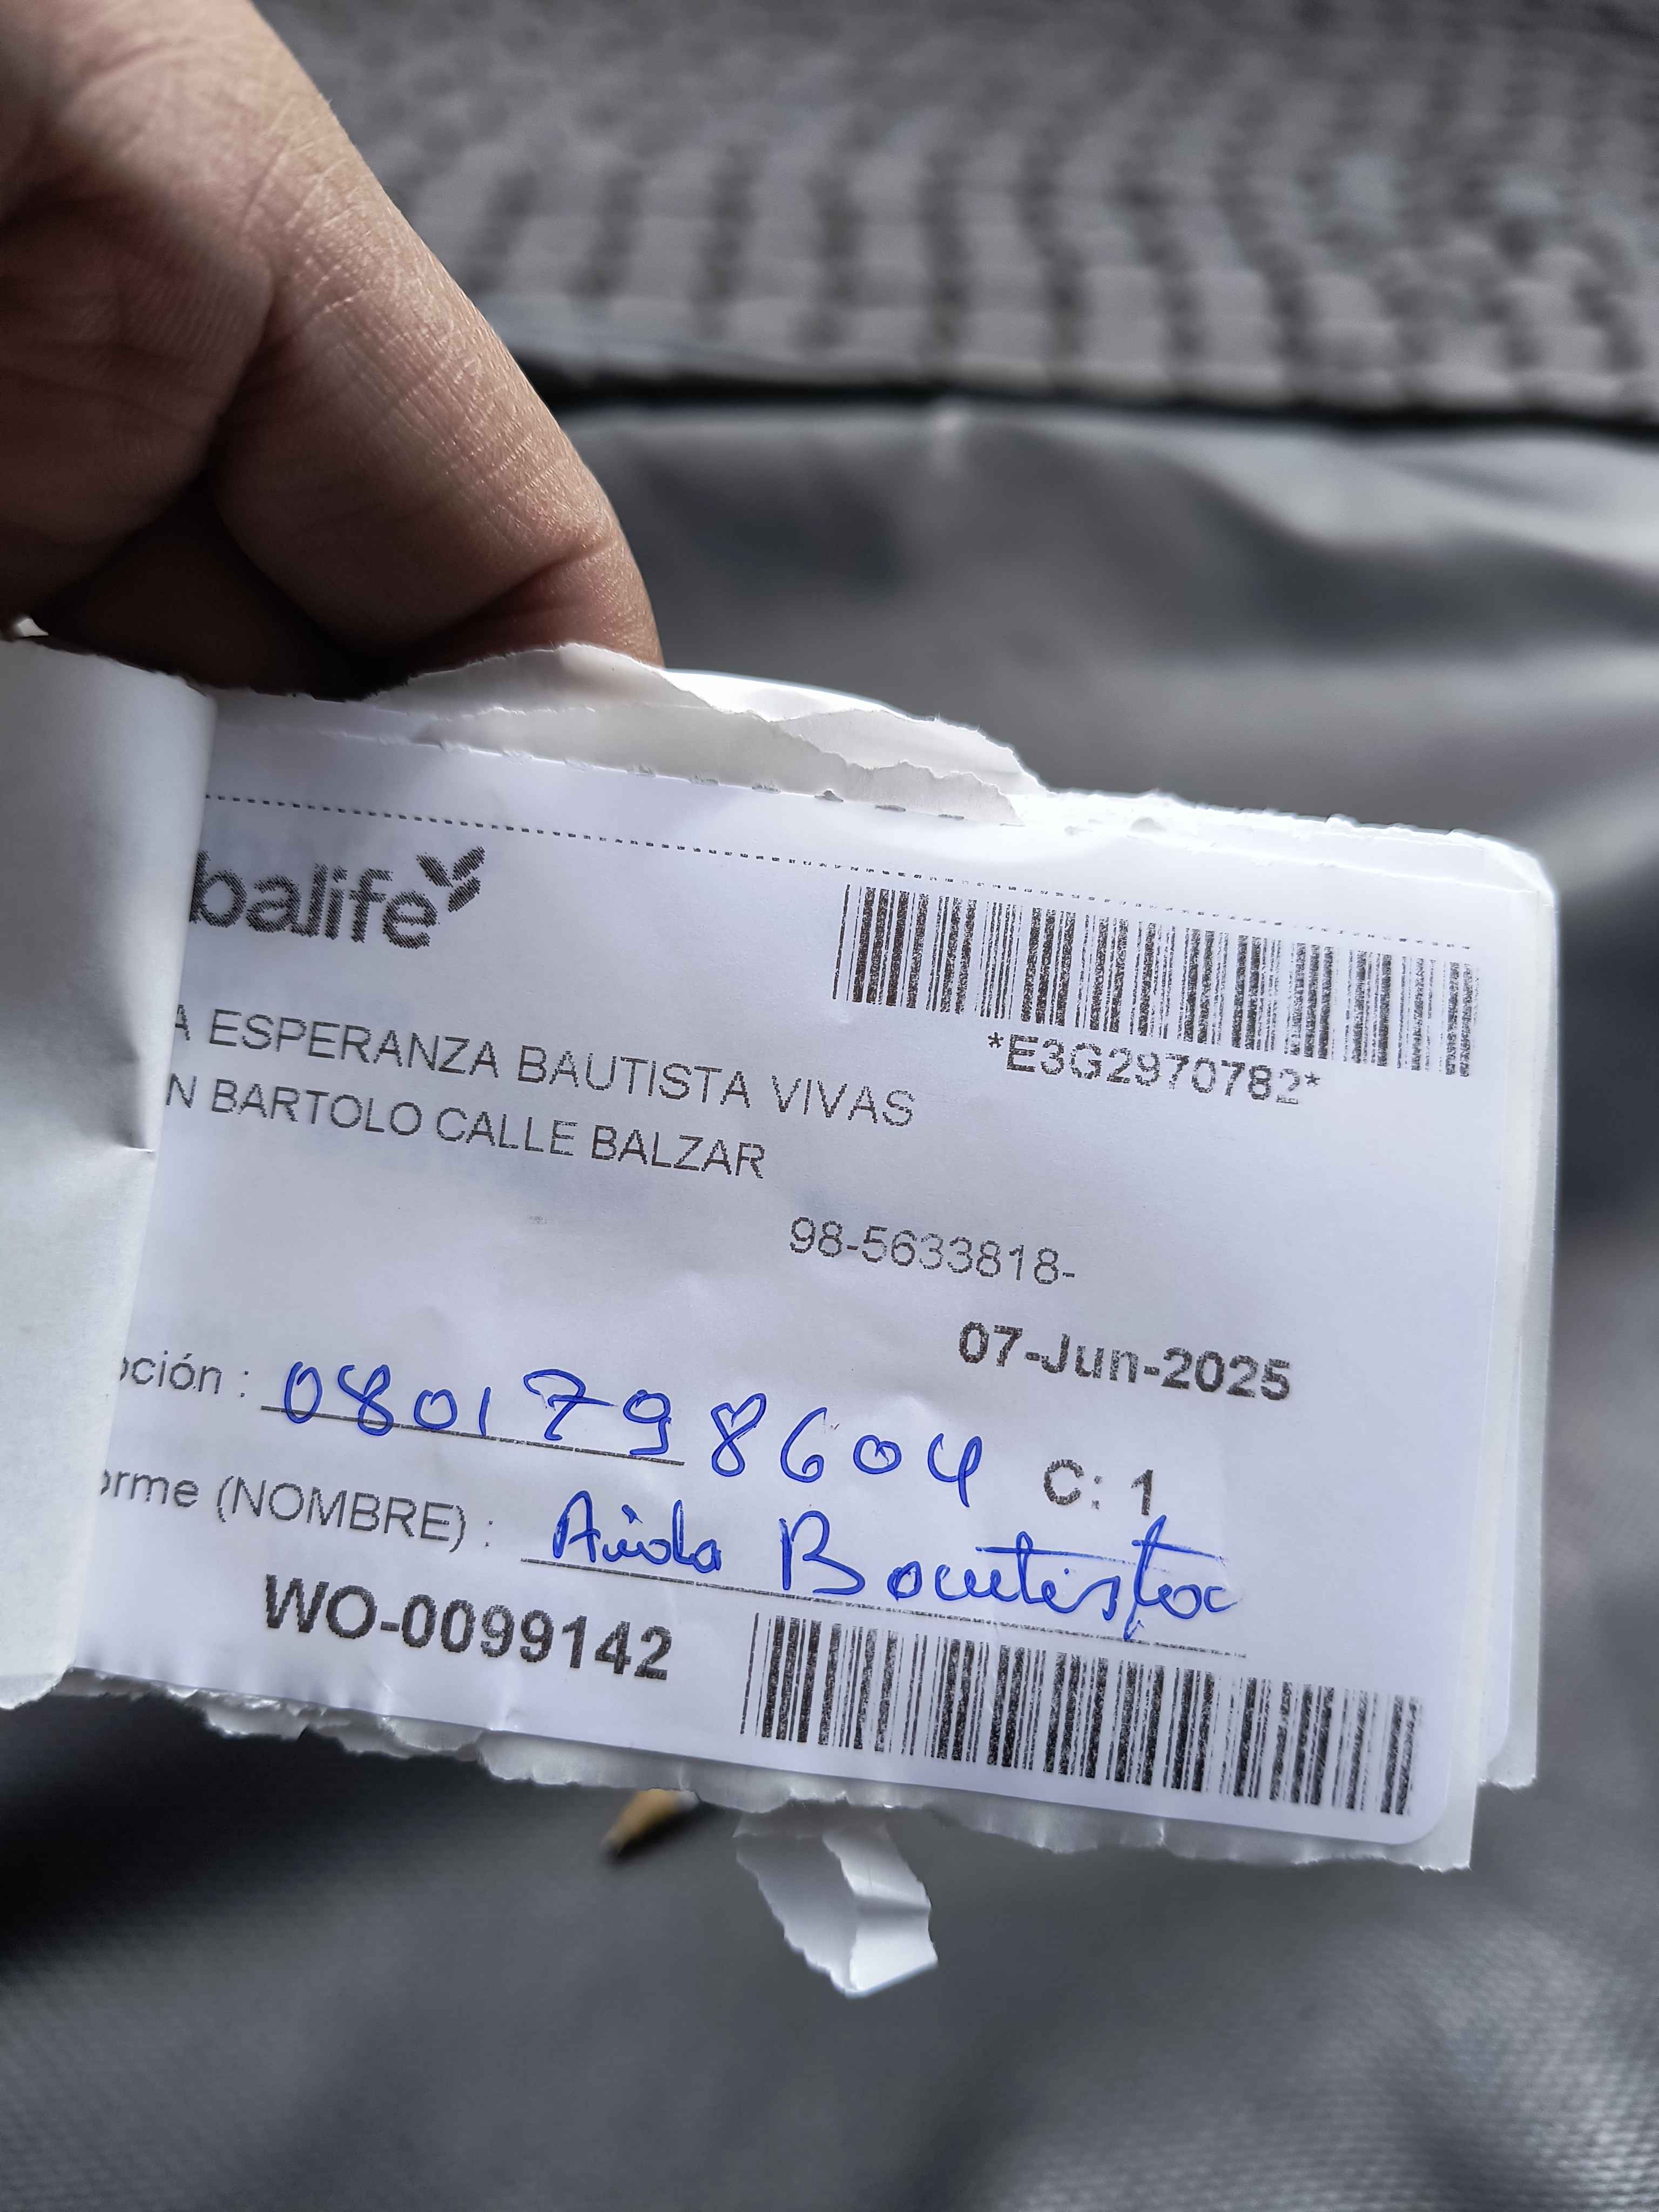 balife
*E3G2970782*
A ESPERANZA BAUTISTA VIVAS
N BARTOLO CALLE BALZAR
98-5633818-
07-Jun-2025
pción : 0801798604 C: 1
orme (NOMBRE) : Aida Bautista
WO-0099142